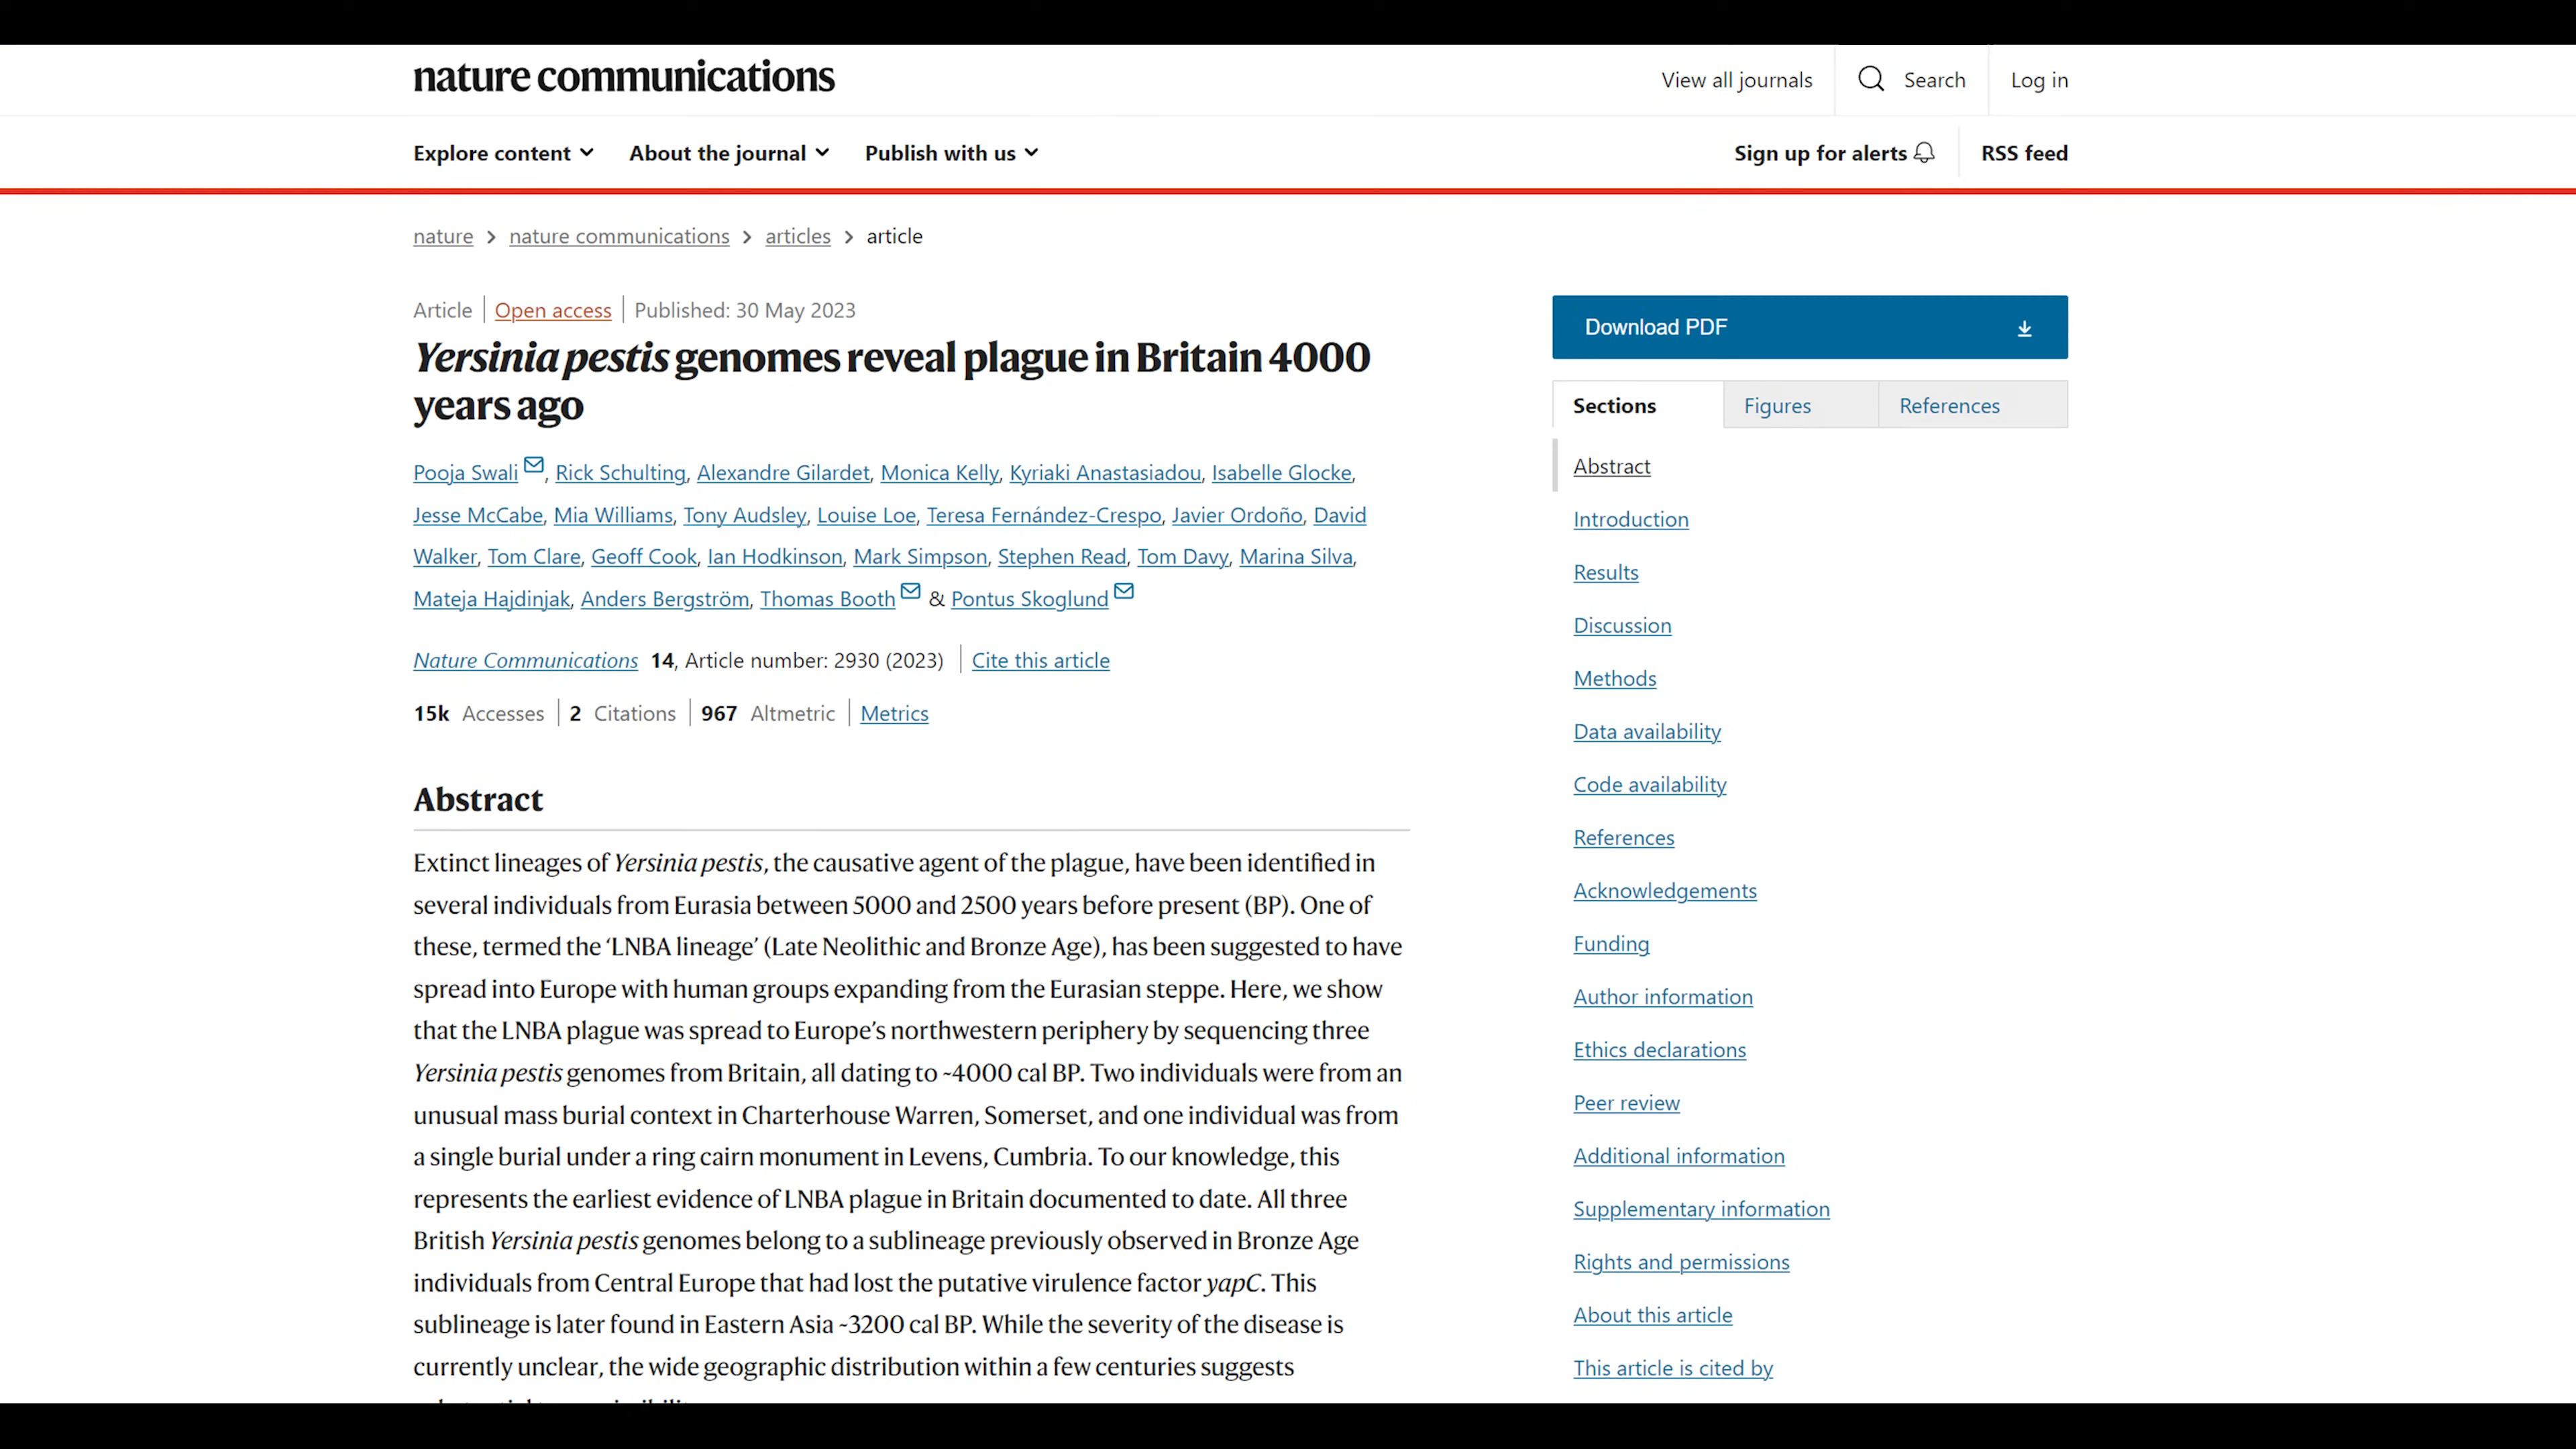 nature communications
View all journals
Search
Log in
Explore content
About the journal
Publish with us
Sign up for alerts
RSS feed
nature > nature communications > articles > article
Article | Open access | Published: 30 May 2023
Yersinia pestis genomes reveal plague in Britain 4000
years ago
Pooja Swali, Rick Schulting, Alexandre Gilardet, Monica Kelly, Kyriaki Anastasiadou, Isabelle Glocke,
Jesse McCabe, Mia Williams, Tony Audsley, Louise Loe, Teresa Fernández-Crespo, Javier Ordoño, David
Walker, Tom Clare, Geoff Cook, Ian Hodkinson, Mark Simpson, Stephen Read, Tom Davy, Marina Silva,
Mateja Hajdinjak, Anders Bergström, Thomas Booth & Pontus Skoglund
Nature Communications 14, Article number: 2930 (2023) | Cite this article
15k Accesses | 2 Citations | 967 Altmetric | Metrics
Abstract
Extinct lineages of Yersinia pestis, the causative agent of the plague, have been identified in
several individuals from Eurasia between 5000 and 2500 years before present (BP). One of
these, termed the ‘LNBA lineage’ (Late Neolithic and Bronze Age), has been suggested to have
spread into Europe with human groups expanding from the Eurasian steppe. Here, we show
that the LNBA plague was spread to Europe’s northwestern periphery by sequencing three
Yersinia pestis genomes from Britain, all dating to ~4000 cal BP. Two individuals were from an
unusual mass burial context in Charterhouse Warren, Somerset, and one individual was from
a single burial under a ring cairn monument in Levens, Cumbria. To our knowledge, this
represents the earliest evidence of LNBA plague in Britain documented to date. All three
British Yersinia pestis genomes belong to a sublineage previously observed in Bronze Age
individuals from Central Europe that had lost the putative virulence factor yapC. This
sublineage is later found in Eastern Asia ~3200 cal BP. While the severity of the disease is
currently unclear, the wide geographic distribution within a few centuries suggests
Download PDF
Sections
Figures
References
Abstract
Introduction
Results
Discussion
Methods
Data availability
Code availability
References
Acknowledgements
Funding
Author information
Ethics declarations
Peer review
Additional information
Supplementary information
Rights and permissions
About this article
This article is cited by